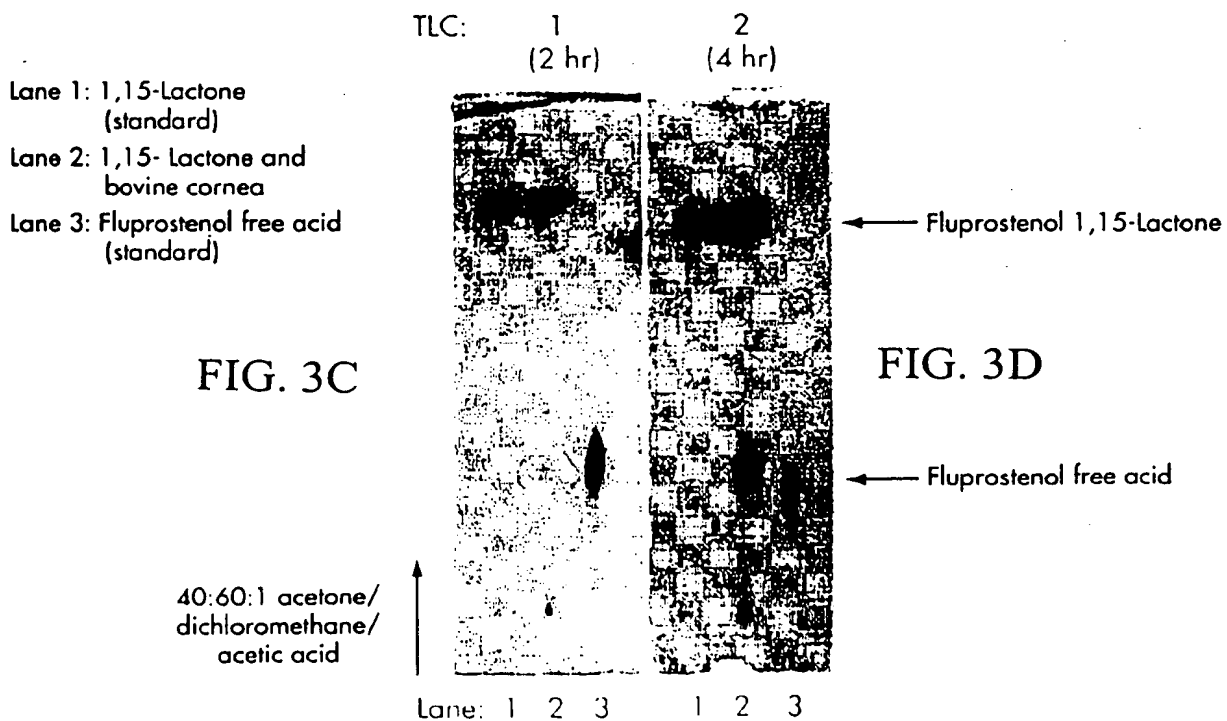 TLC: 1 2
(2 hr) (4 hr)
Lane 1: 1,15-Lactone
(standard)
Lane 2: 1,15- Lactone and
bovine cornea
Lane 3: Fluprostenol free acid
(standard)
Fluprostenol 1,15-Lactone
FIG. 3C
FIG. 3D
Fluprostenol free acid
40:60:1 acetone/
dichloromethane/
acetic acid
Lane: 1 2 3 1 2 3